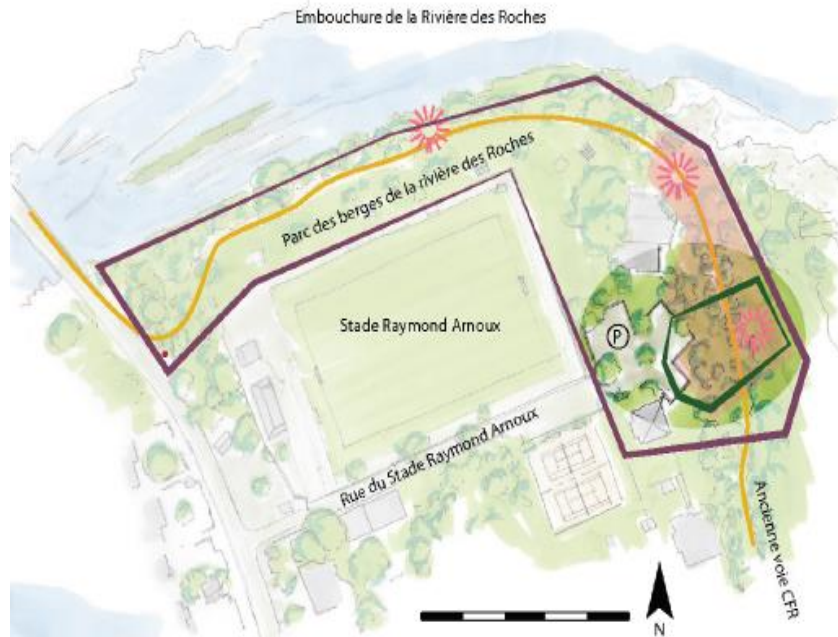 Embouchure de la Rivière des Roches
Parc des berges de la rivière des Roches
Stade Raymond Arnoux
P
Rue du Stade Raymond Arnoux
Ancienne voie CFR
N